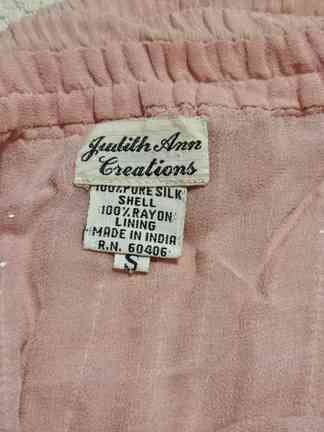 Judith Ann
Creations
100% PURE SILK
SHELL
100% RAYON
LINING
MADE IN INDIA
R.N. 60406
S